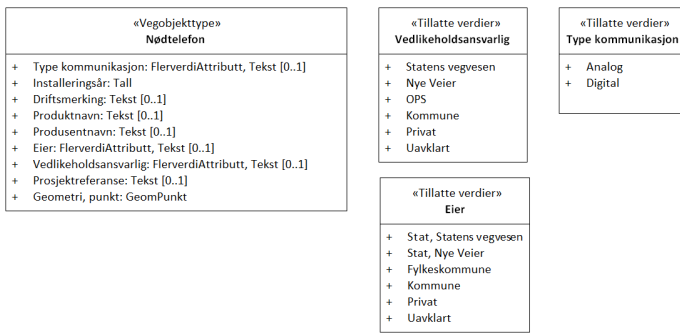 «Vegobjekttype»
Nødtelefon
+ Type kommunikasjon: FlerverdiAttributt, Tekst [0..1]
+ Installeringsår: Tall
+ Driftsmerking: Tekst [0..1]
+ Produktnavn: Tekst [0..1]
+ Produsentnavn: Tekst [0..1]
+ Eier: FlerverdiAttributt, Tekst [0..1]
+ Vedlikeholdsansvarlig: FlerverdiAttributt, Tekst [0..1]
+ Prosjektreferanse: Tekst [0..1]
+ Geometri, punkt: GeomPunkt
«Tillatte verdier»
Vedlikeholdsansvarlig
+ Statens vegvesen
+ Nye Veier
+ OPS
+ Kommune
+ Privat
+ Uavklart
«Tillatte verdier»
Type kommunikasjon
+ Analog
+ Digital
«Tillatte verdier»
Eier
+ Stat, Statens vegvesen
+ Stat, Nye Veier
+ Fylkeskommune
+ Kommune
+ Privat
+ Uavklart